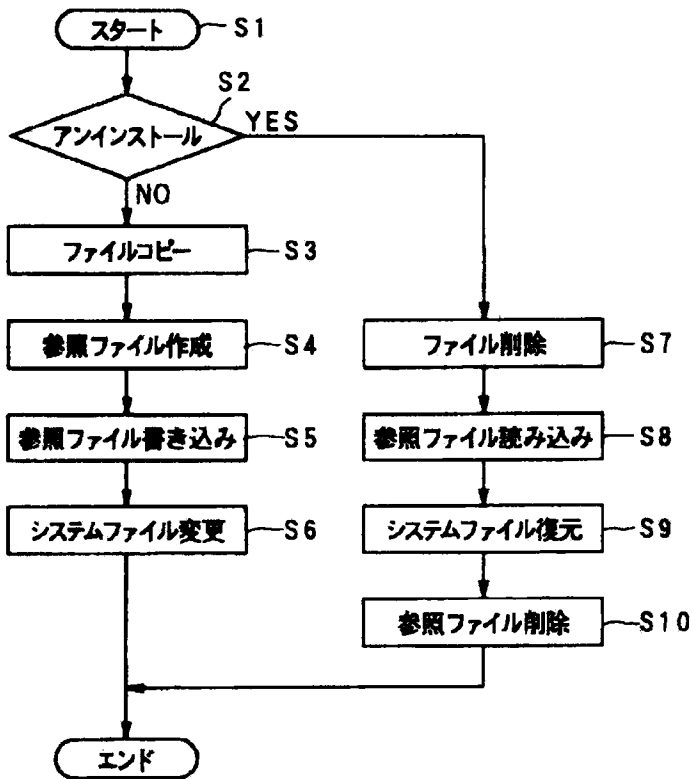 スタート
S1
S2
アンインストール
YES
NO
ファイルコピー
S3
参照ファイル作成
S4
ファイル削除
S7
参照ファイル書き込み
S5
参照ファイル読み込み
S8
システムファイル変更
S6
システムファイル復元
S9
参照ファイル削除
S10
エンド